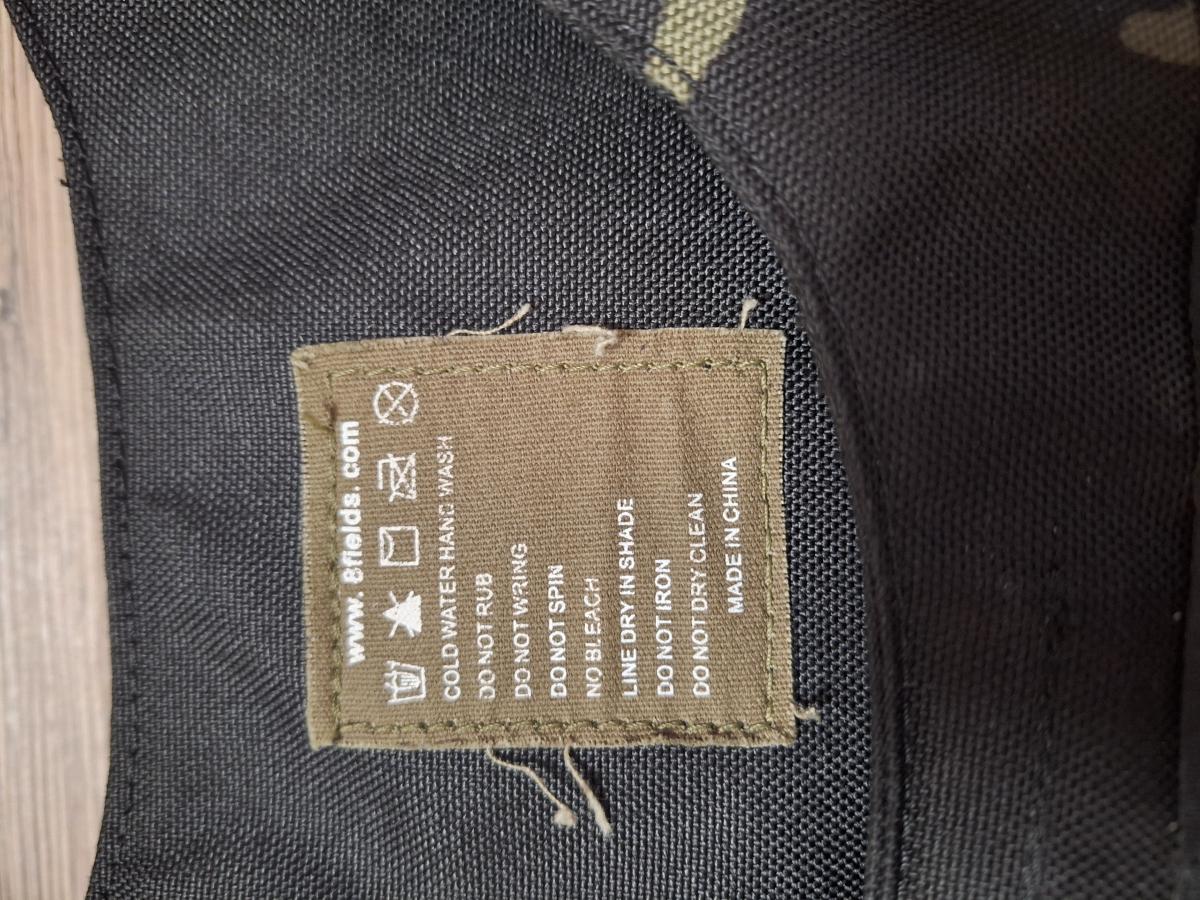 www. 8fields. com
COLD WATER HAND WASH
DO NOT RUB
DO NOT WRING
DO NOT SPIN
NO BLEACH
LINE DRY IN SHADE
DO NOT IRON
DO NOT DRY CLEAN
MADE IN CHINA